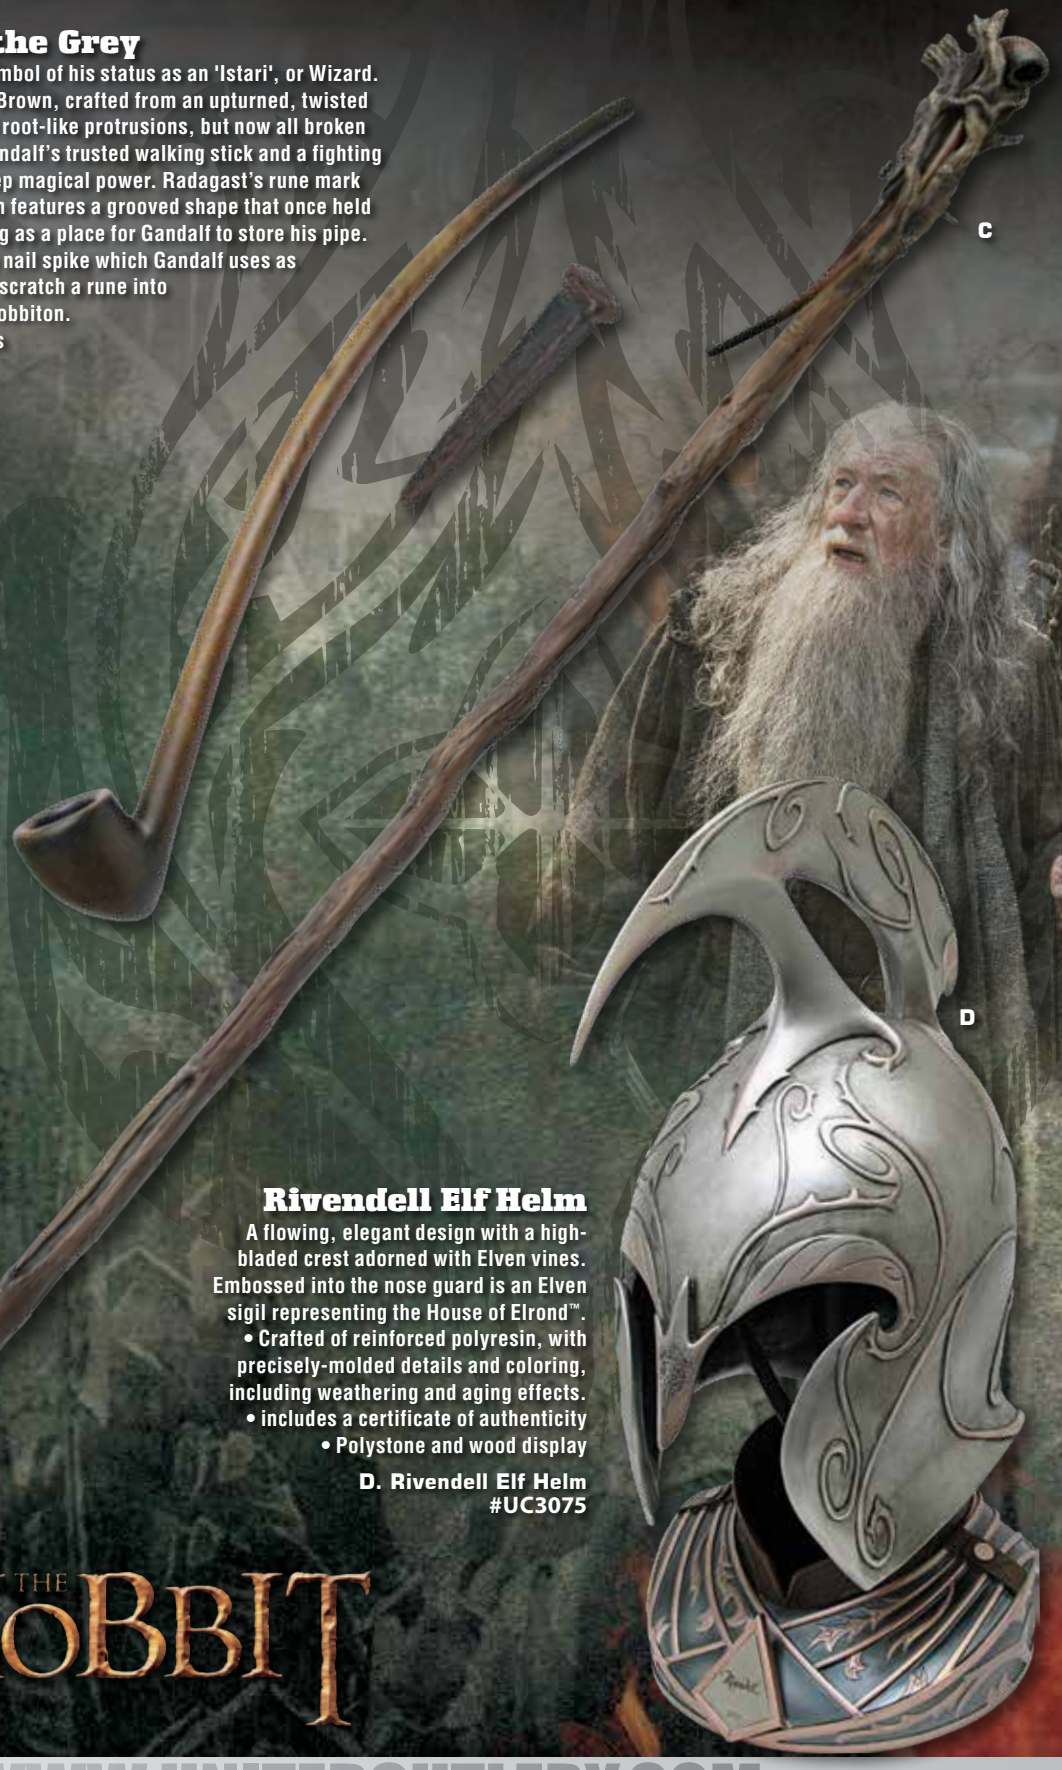 the Grey
mbol of his status as an 'Istari', or Wizard.
Brown, crafted from an upturned, twisted
root-like protrusions, but now all broken
ndalf's trusted walking stick and a fighting
ep magical power. Radagast's rune mark
n features a grooved shape that once held
g as a place for Gandalf to store his pipe.
nail spike which Gandalf uses as
scratch a rune into
obbiton.
s
C
D
Rivendell Elf Helm
A flowing, elegant design with a high-
bladed crest adorned with Elven vines.
Embossed into the nose guard is an Elven
sigil representing the House of Elrond™.
• Crafted of reinforced polyresin, with
precisely-molded details and coloring,
including weathering and aging effects.
• includes a certificate of authenticity
• Polystone and wood display
D. Rivendell Elf Helm
#UC3075
THE
HOBBIT
WWW.UNITEDCUTLERY.COM